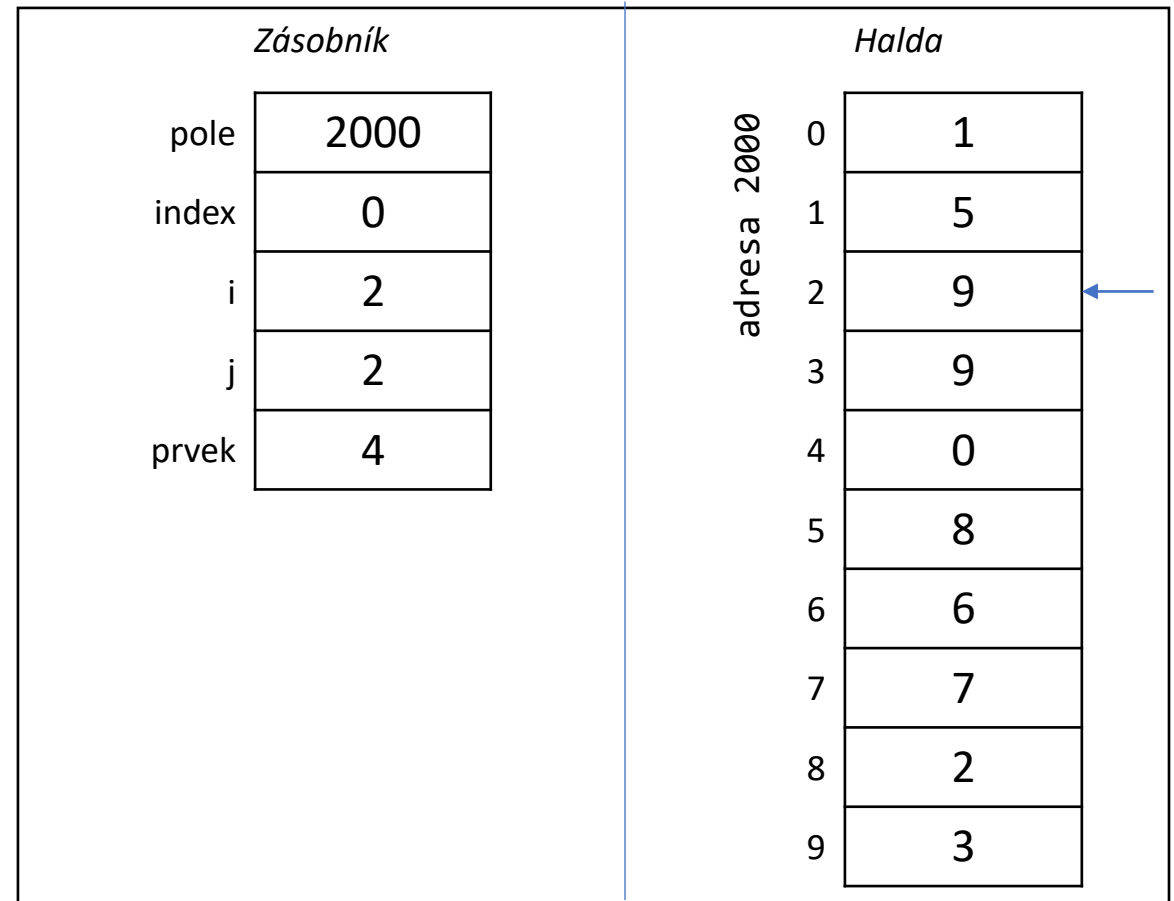 Zásobník
pole 2000
index 0
i 2
j 2
prvek 4
Halda
adresa 2000
0 1
1 5
2 9
3 9
4 0
5 8
6 6
7 7
8 2
9 3